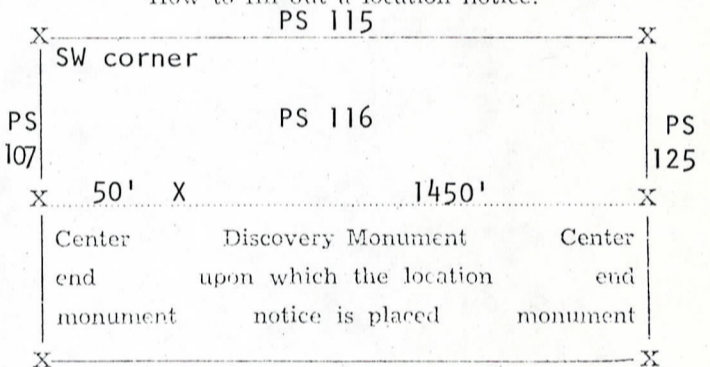 How to fill out a location notice:
PS 115
X X
SW corner
PS 116
PS
107
PS
125
X 50' X 1450' X
Center Discovery Monument Center
end upon which the location end
monument notice is placed monument
X X